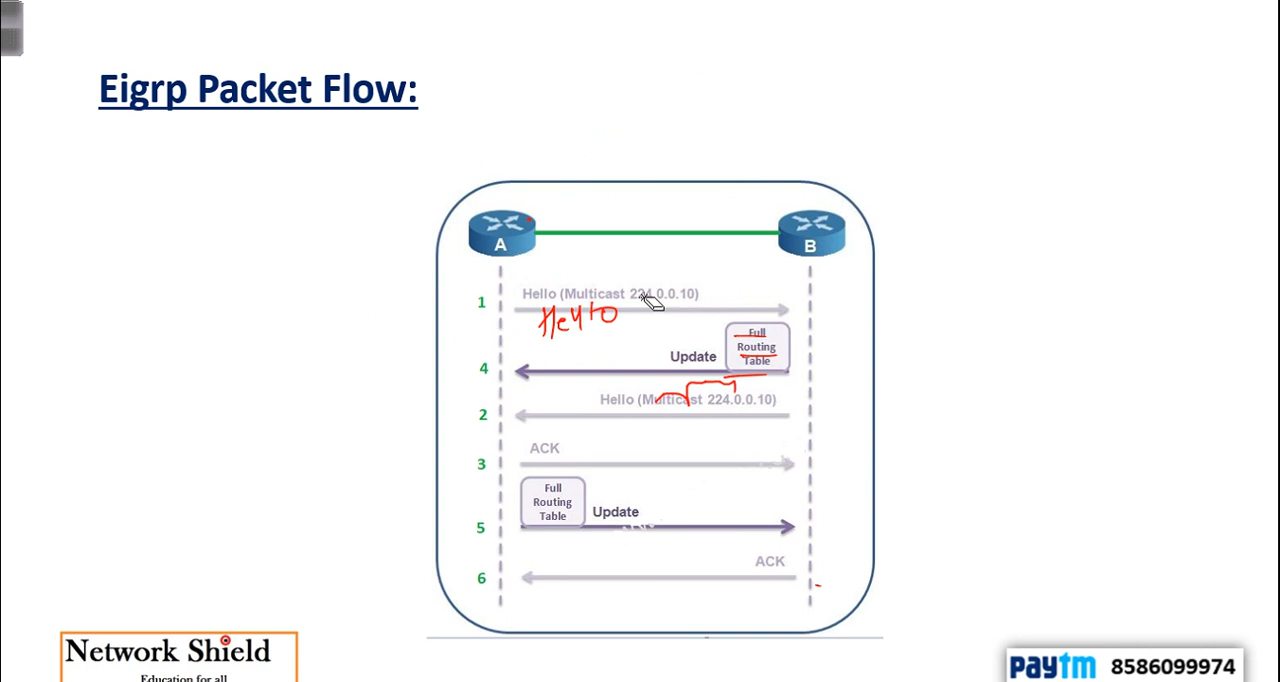 Eigrp Packet Flow:
A
B
1
Hello (Multicast 224.0.0.10)
Hello
Full
Routing
Table
4
Update
2
Hello (Multicast 224.0.0.10)
3
ACK
Full
Routing
Table
Update
5
ACK
6
Network Shield
Education for all
paytm 8586099974